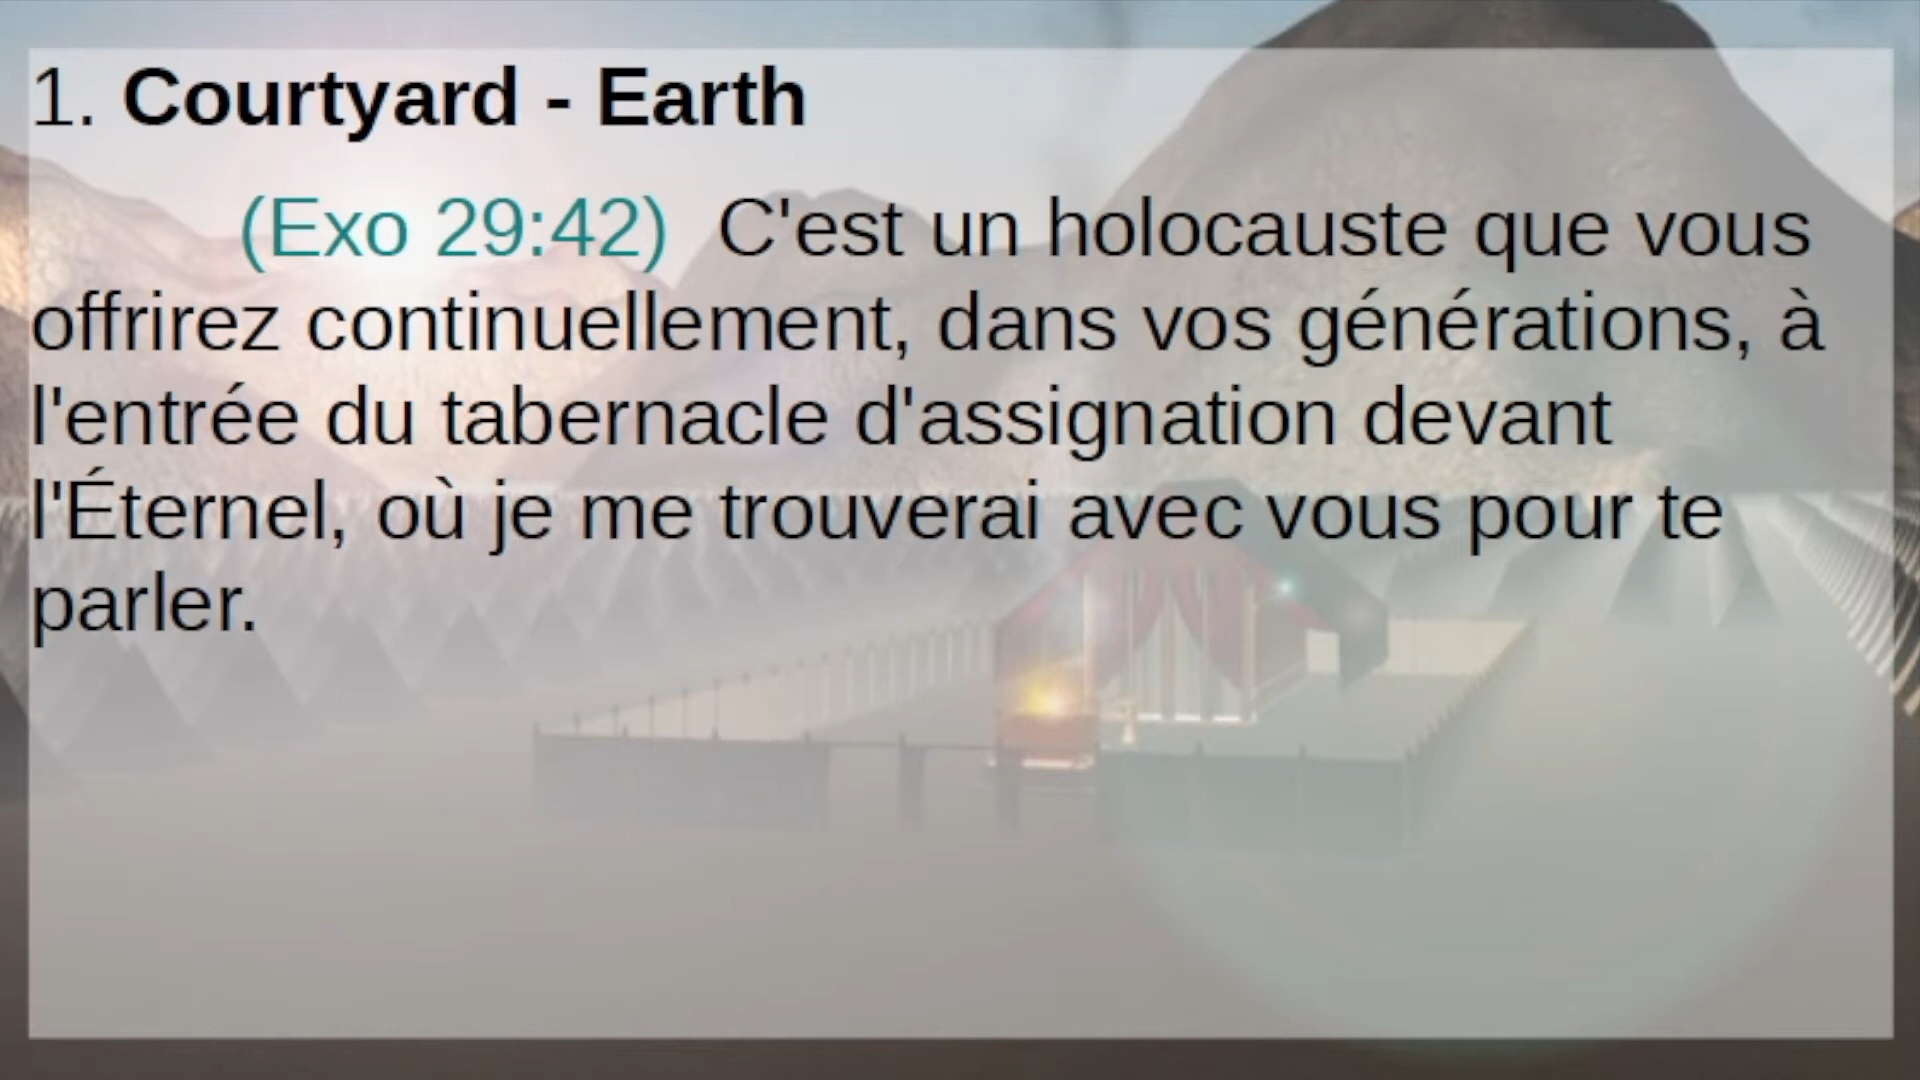 1. Courtyard - Earth
(Exo 29:42) C'est un holocauste que vous
offrirez continuellement, dans vos générations, à
l'entrée du tabernacle d'assignation devant
l'Éternel, où je me trouverai avec vous pour te
parler.